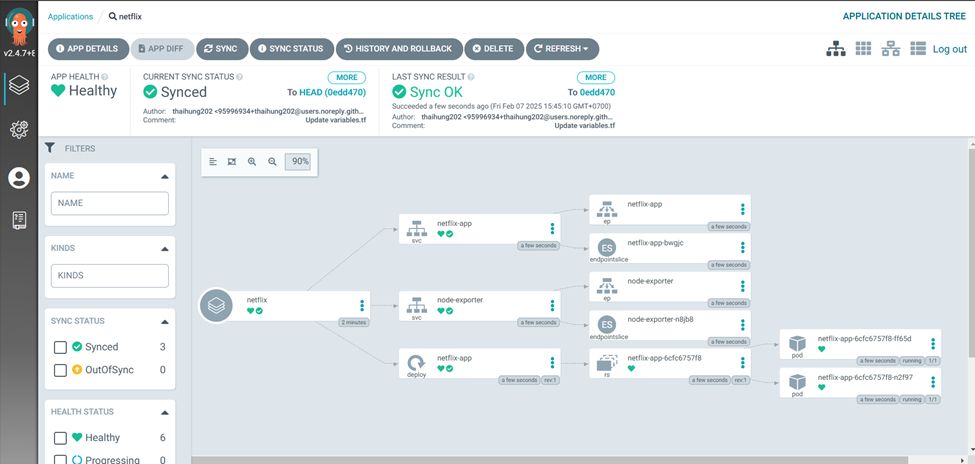 v2.4.7+8
Applications / netflix
APPLICATION DETAILS TREE
APP DETAILS
APP DIFF
SYNC
SYNC STATUS
HISTORY AND ROLLBACK
DELETE
REFRESH
Log out
APP HEALTH
Healthy
CURRENT SYNC STATUS
MORE
Synced
To HEAD (0edd470)
Author: thaihung202 <95996934+thaihung202@users.noreply.gith...
Comment: Update variables.tf
LAST SYNC RESULT
MORE
Sync OK
To 0edd470
Succeeded a few seconds ago (Fri Feb 07 2025 15:45:10 GMT+0700)
Author: thaihung202 <95996934+thaihung202@users.noreply.gith...
Comment: Update variables.tf
FILTERS
NAME
NAME
KINDS
KINDS
SYNC STATUS
Synced 3
OutOfSync 0
HEALTH STATUS
Healthy 6
Progressing 0
90%
netflix
2 minutes
netflix-app
svc
a few seconds
node-exporter
svc
a few seconds
netflix-app
deploy
a few seconds rev:1
netflix-app
ep
a few seconds
ES
netflix-app-bwgjc
endpointslice
a few seconds
node-exporter
ep
a few seconds
ES
node-exporter-n8jb8
endpointslice
a few seconds
netflix-app-6cfc6757f8
rs
a few seconds rev:1
netflix-app-6cfc6757f8-ff65d
pod
a few seconds running 1/1
netflix-app-6cfc6757f8-n2f97
pod
a few seconds running 1/1